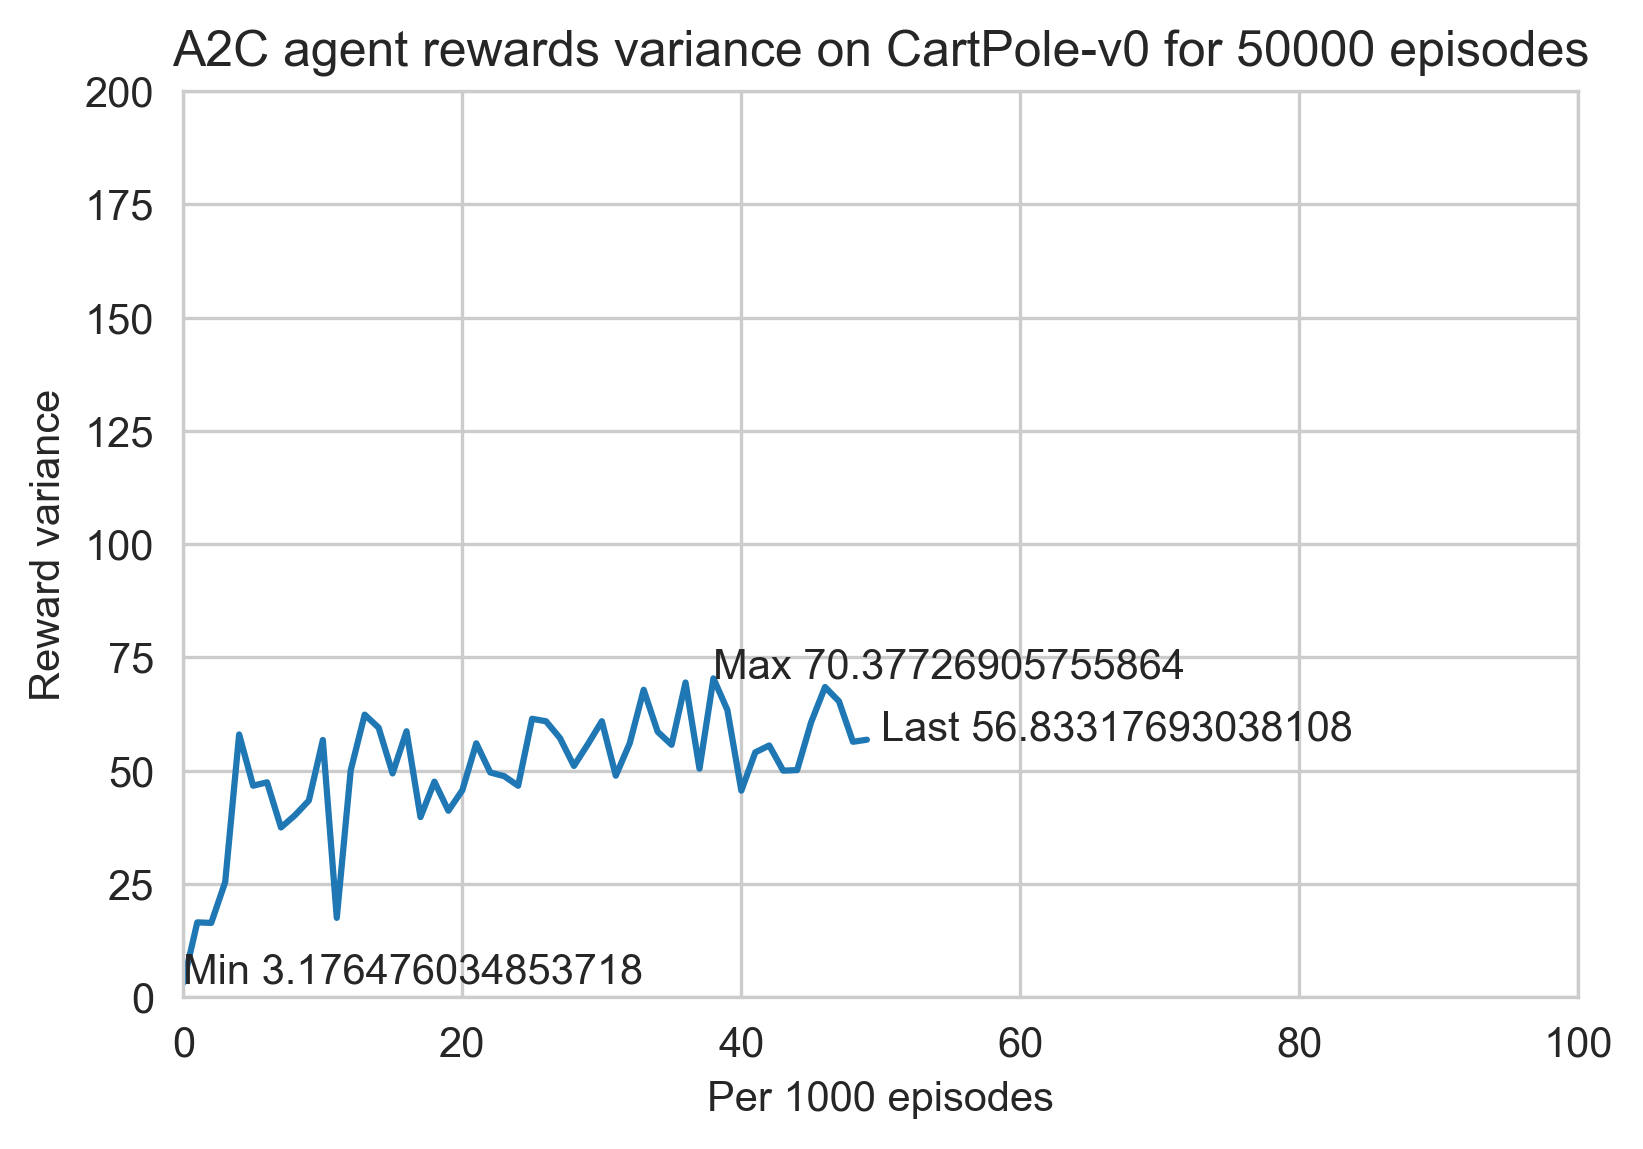 A2C agent rewards variance on CartPole-v0 for 50000 episodes
200
175
150
125
100
75
50
25
0
Reward variance
Max 70.37726905755864
Last 56.83317693038108
Min 3.176476034853718
0 20 40 60 80 100
Per 1000 episodes